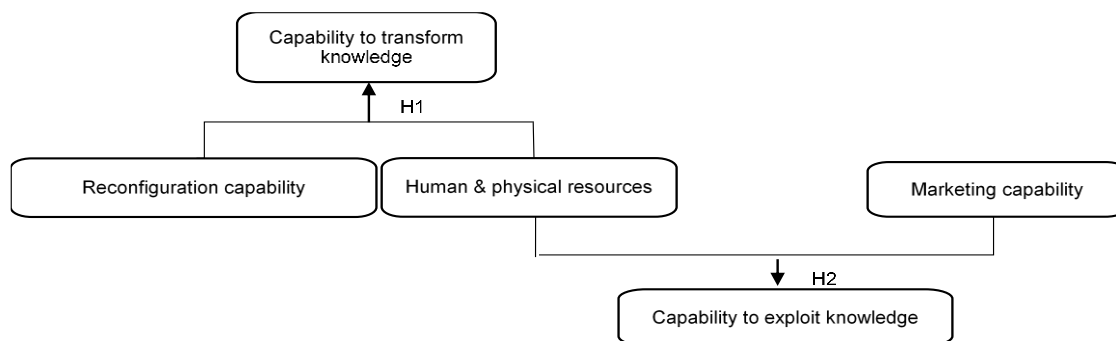 Capability to transform
knowledge
H1
Reconfiguration capability
Human & physical resources
Marketing capability
H2
Capability to exploit knowledge